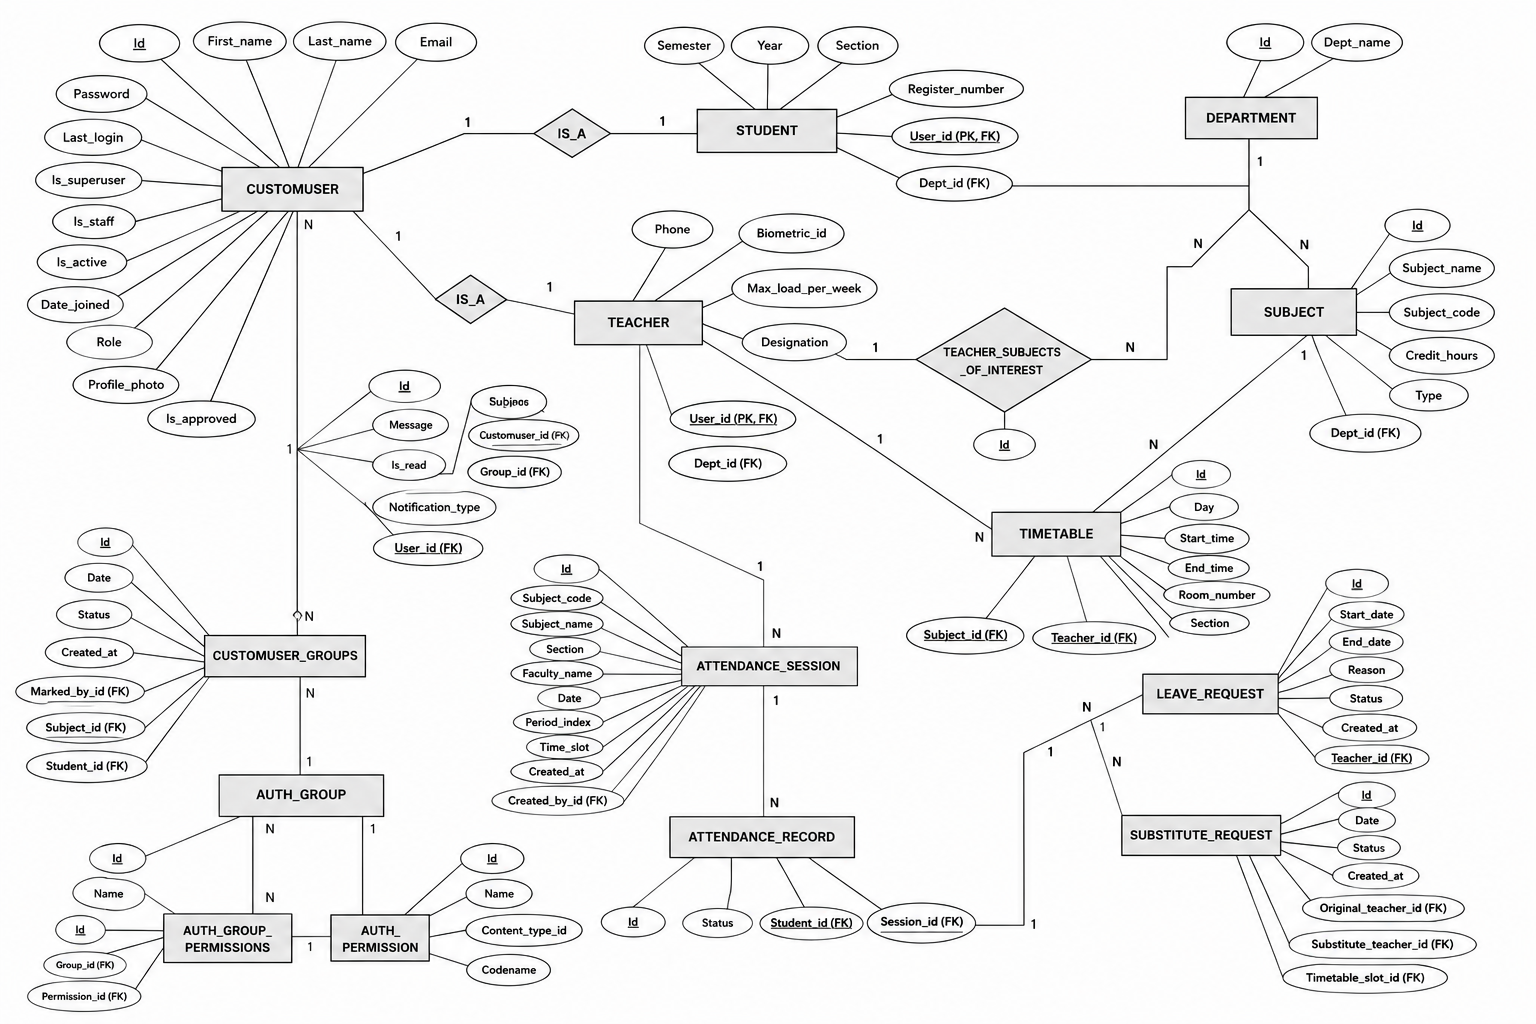 Id
First_name
Last_name
Email
Password
Last_login
Is_superuser
Is_staff
Is_active
Date_joined
Role
Profile_photo
Is_approved
CUSTOMUSER
1
IS_A
1
Semester
Year
Section
STUDENT
Register_number
User_id (PK, FK)
Dept_id (FK)
Id
Dept_name
DEPARTMENT
1
N
N
N
1
IS_A
1
Phone
Biometric_id
Max_load_per_week
Designation
TEACHER
User_id (PK, FK)
Dept_id (FK)
1
TEACHER_SUBJECTS
_OF_INTEREST
N
Id
Id
Subject_name
Subject_code
Credit_hours
Type
Dept_id (FK)
SUBJECT
1
N
1
N
1
Id
Message
Is_read
Notification_type
User_id (FK)
Customuser_id (FK)
Group_id (FK)
N
Id
Day
Start_time
End_time
Room_number
Section
TIMETABLE
Subject_id (FK)
Teacher_id (FK)
Id
Date
Status
Created_at
Marked_by_id (FK)
Subject_id (FK)
Student_id (FK)
CUSTOMUSER_GROUPS
N
1
AUTH_GROUP
N
1
N
Id
Name
Id
Group_id (FK)
Permission_id (FK)
AUTH_GROUP_
PERMISSIONS
1
AUTH_
PERMISSION
Id
Name
Content_type_id
Codename
1
N
Id
Subject_code
Subject_name
Section
Faculty_name
Date
Period_index
Time_slot
Created_at
Created_by_id (FK)
ATTENDANCE_SESSION
1
N
ATTENDANCE_RECORD
Id
Status
Student_id (FK)
Session_id (FK)
1
1
N
1
N
LEAVE_REQUEST
Id
Start_date
End_date
Reason
Status
Created_at
Teacher_id (FK)
SUBSTITUTE_REQUEST
Id
Date
Status
Created_at
Original_teacher_id (FK)
Substitute_teacher_id (FK)
Timetable_slot_id (FK)